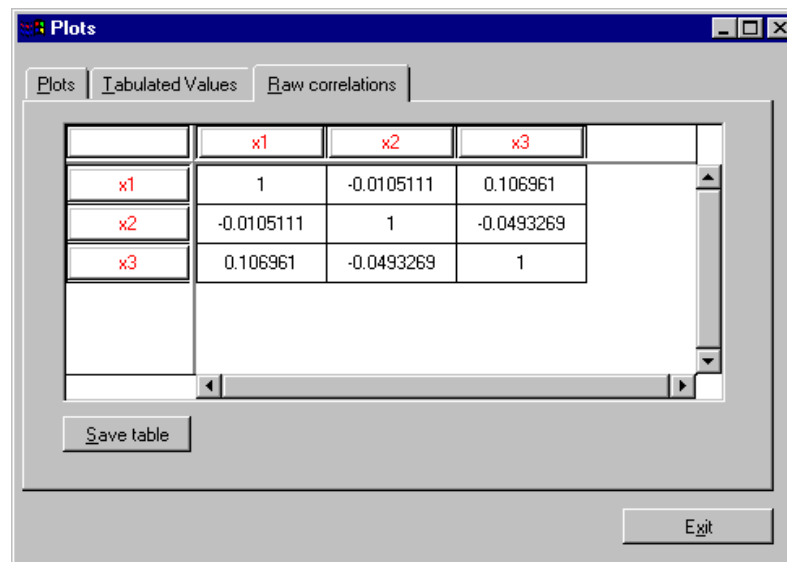 Plots
Plots Tabulated Values Raw correlations
x1 x2 x3
x1 1 -0.0105111 0.106961
x2 -0.0105111 1 -0.0493269
x3 0.106961 -0.0493269 1
Save table
Exit